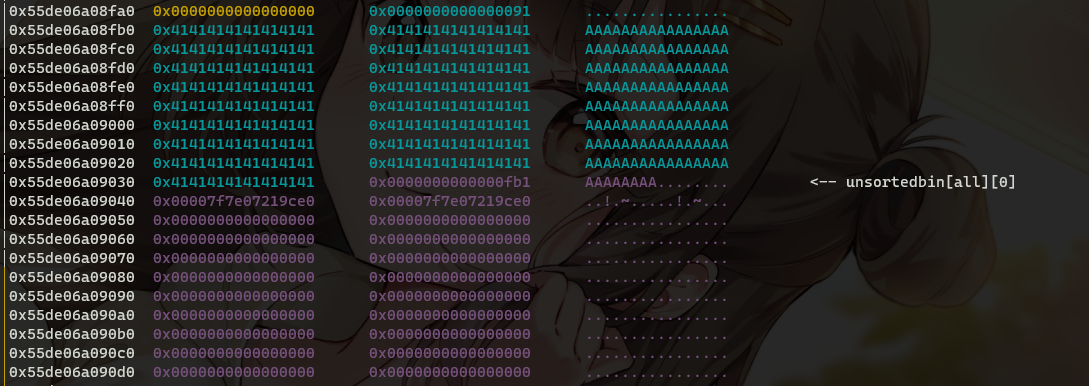 0x55de06a08fa0 0x0000000000000000 0x0000000000000091 ................
0x55de06a08fb0 0x4141414141414141 0x4141414141414141 AAAAAAAAAAAAAAAA
0x55de06a08fc0 0x4141414141414141 0x4141414141414141 AAAAAAAAAAAAAAAA
0x55de06a08fd0 0x4141414141414141 0x4141414141414141 AAAAAAAAAAAAAAAA
0x55de06a08fe0 0x4141414141414141 0x4141414141414141 AAAAAAAAAAAAAAAA
0x55de06a08ff0 0x4141414141414141 0x4141414141414141 AAAAAAAAAAAAAAAA
0x55de06a09000 0x4141414141414141 0x4141414141414141 AAAAAAAAAAAAAAAA
0x55de06a09010 0x4141414141414141 0x4141414141414141 AAAAAAAAAAAAAAAA
0x55de06a09020 0x4141414141414141 0x4141414141414141 AAAAAAAAAAAAAAAA
0x55de06a09030 0x4141414141414141 0x0000000000000fb1 AAAAAAAA........ <-- unsortedbin[all][0]
0x55de06a09040 0x00007f7e07219ce0 0x00007f7e07219ce0 ..!.~.....!.~...
0x55de06a09050 0x0000000000000000 0x0000000000000000 ................
0x55de06a09060 0x0000000000000000 0x0000000000000000 ................
0x55de06a09070 0x0000000000000000 0x0000000000000000 ................
0x55de06a09080 0x0000000000000000 0x0000000000000000 ................
0x55de06a09090 0x0000000000000000 0x0000000000000000 ................
0x55de06a090a0 0x0000000000000000 0x0000000000000000 ................
0x55de06a090b0 0x0000000000000000 0x0000000000000000 ................
0x55de06a090c0 0x0000000000000000 0x0000000000000000 ................
0x55de06a090d0 0x0000000000000000 0x0000000000000000 ................